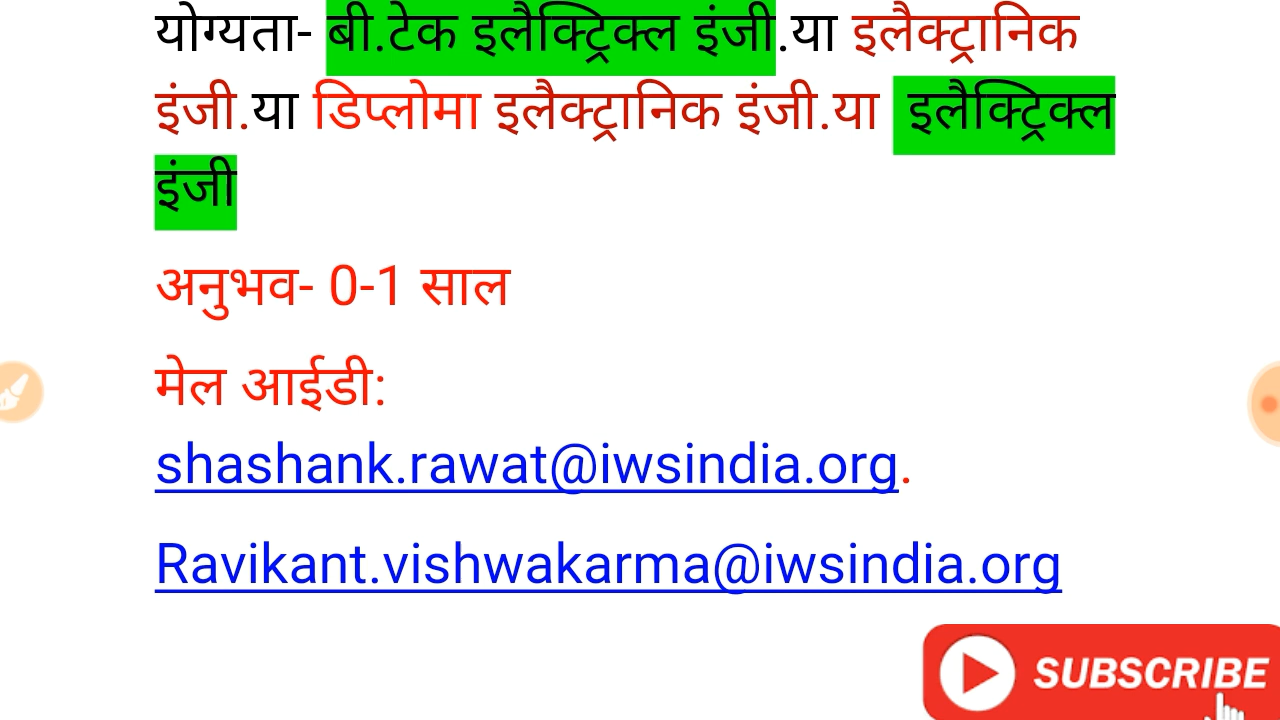 योग्यता- बी.टेक इलैक्ट्रिक्ल इंजी.या इलैक्ट्रानिक
इंजी.या डिप्लोमा इलैक्ट्रानिक इंजी.या इलैक्ट्रिक्ल
इंजी
अनुभव- 0-1 साल
मेल आईडी:
shashank.rawat@iwsindia.org.
Ravikant.vishwakarma@iwsindia.org
SUBSCRIBE